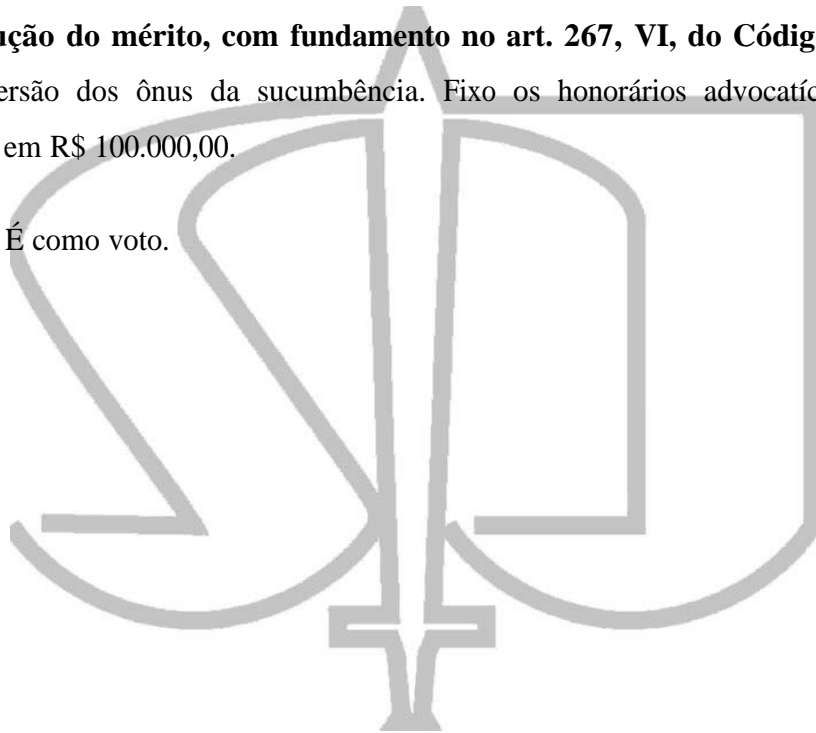 ução do mérito, com fundamento no art. 267, VI, do Códig
ersão dos ônus da sucumbência. Fixo os honorários advocatíc
em R$ 100.000,00.
É como voto.